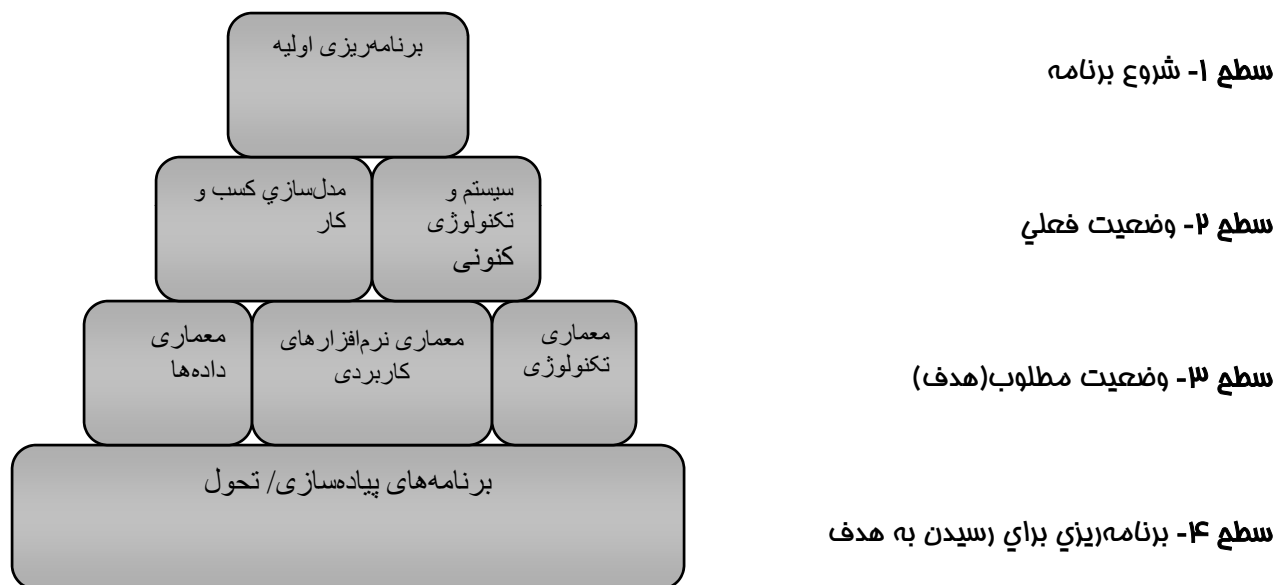 برنامه‌ریزی اولیه
سطح ۱- شروع برنامه
مدل‌سازي کسب و
کار
سیستم و
تکنولوژی
کنونی
سطح ۲- وضعیت فعلي
معماری
داده‌ها
معماری نرم‌افزارهای
کاربردی
معماری
تکنولوژی
سطح ۳- وضعیت مطلوب(هدف)
برنامه‌های پیاده‌سازی/ تحول
سطح ۴- برنامه‌ریزي براي رسیدن به هدف